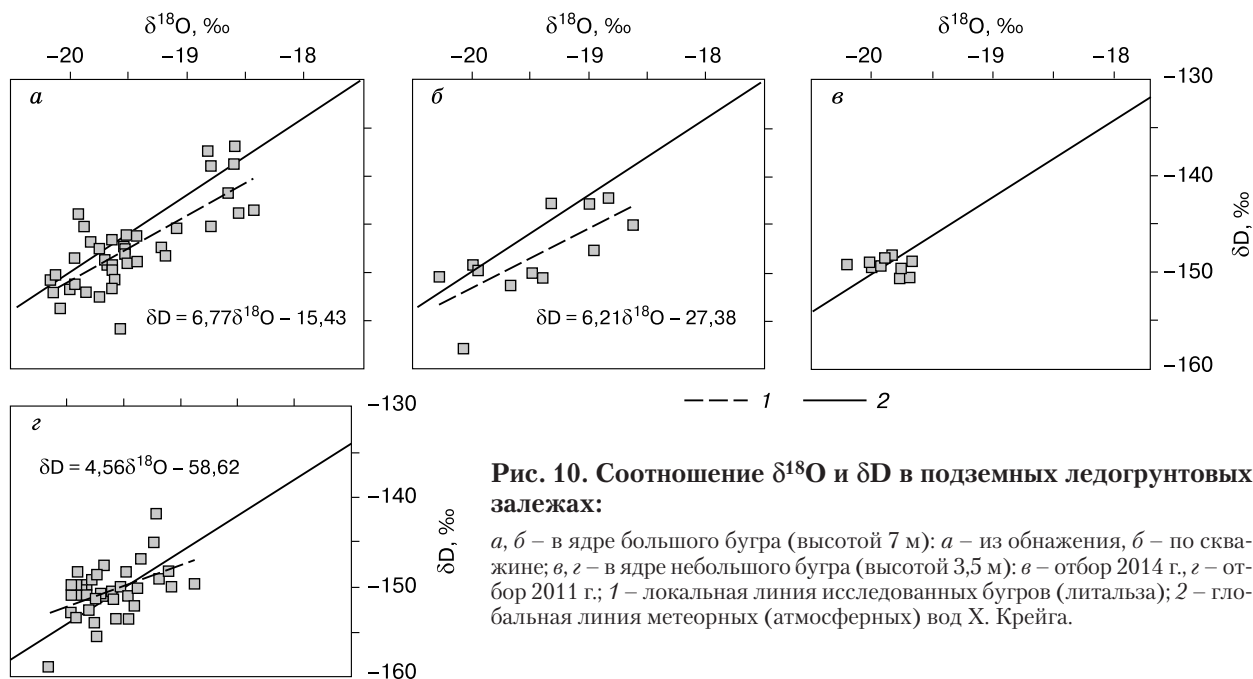 δ¹⁸O, ‰ δ¹⁸O, ‰ δ¹⁸O, ‰
−20 −19 −18 −20 −19 −18 −20 −19 −18
−130
а б в
−140
δD, ‰
−150
δD = 6,77δ¹⁸O − 15,43 δD = 6,21δ¹⁸O − 27,38
−160
1 2
−130
г
δD = 4,56δ¹⁸O − 58,62
−140
δD, ‰
−150
−160
Рис. 10. Соотношение δ¹⁸O и δD в подземных ледогрунтовых
залежах:
а, б – в ядре большого бугра (высотой 7 м): а – из обнажения, б – по сква-
жине; в, г – в ядре небольшого бугра (высотой 3,5 м): в – отбор 2014 г., г – от-
бор 2011 г.; 1 – локальная линия исследованных бугров (литальза); 2 – гло-
бальная линия метеорных (атмосферных) вод Х. Крейга.